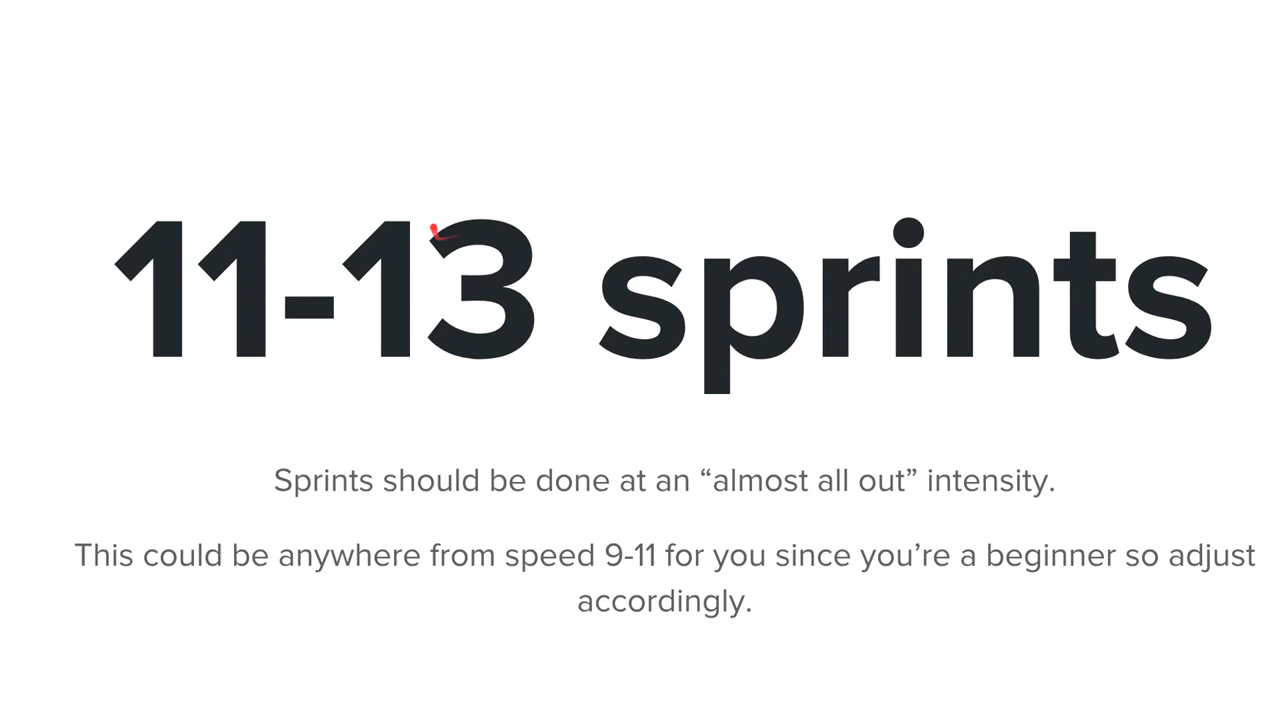 11-13 sprints
Sprints should be done at an “almost all out” intensity.
This could be anywhere from speed 9-11 for you since you’re a beginner so adjust
accordingly.